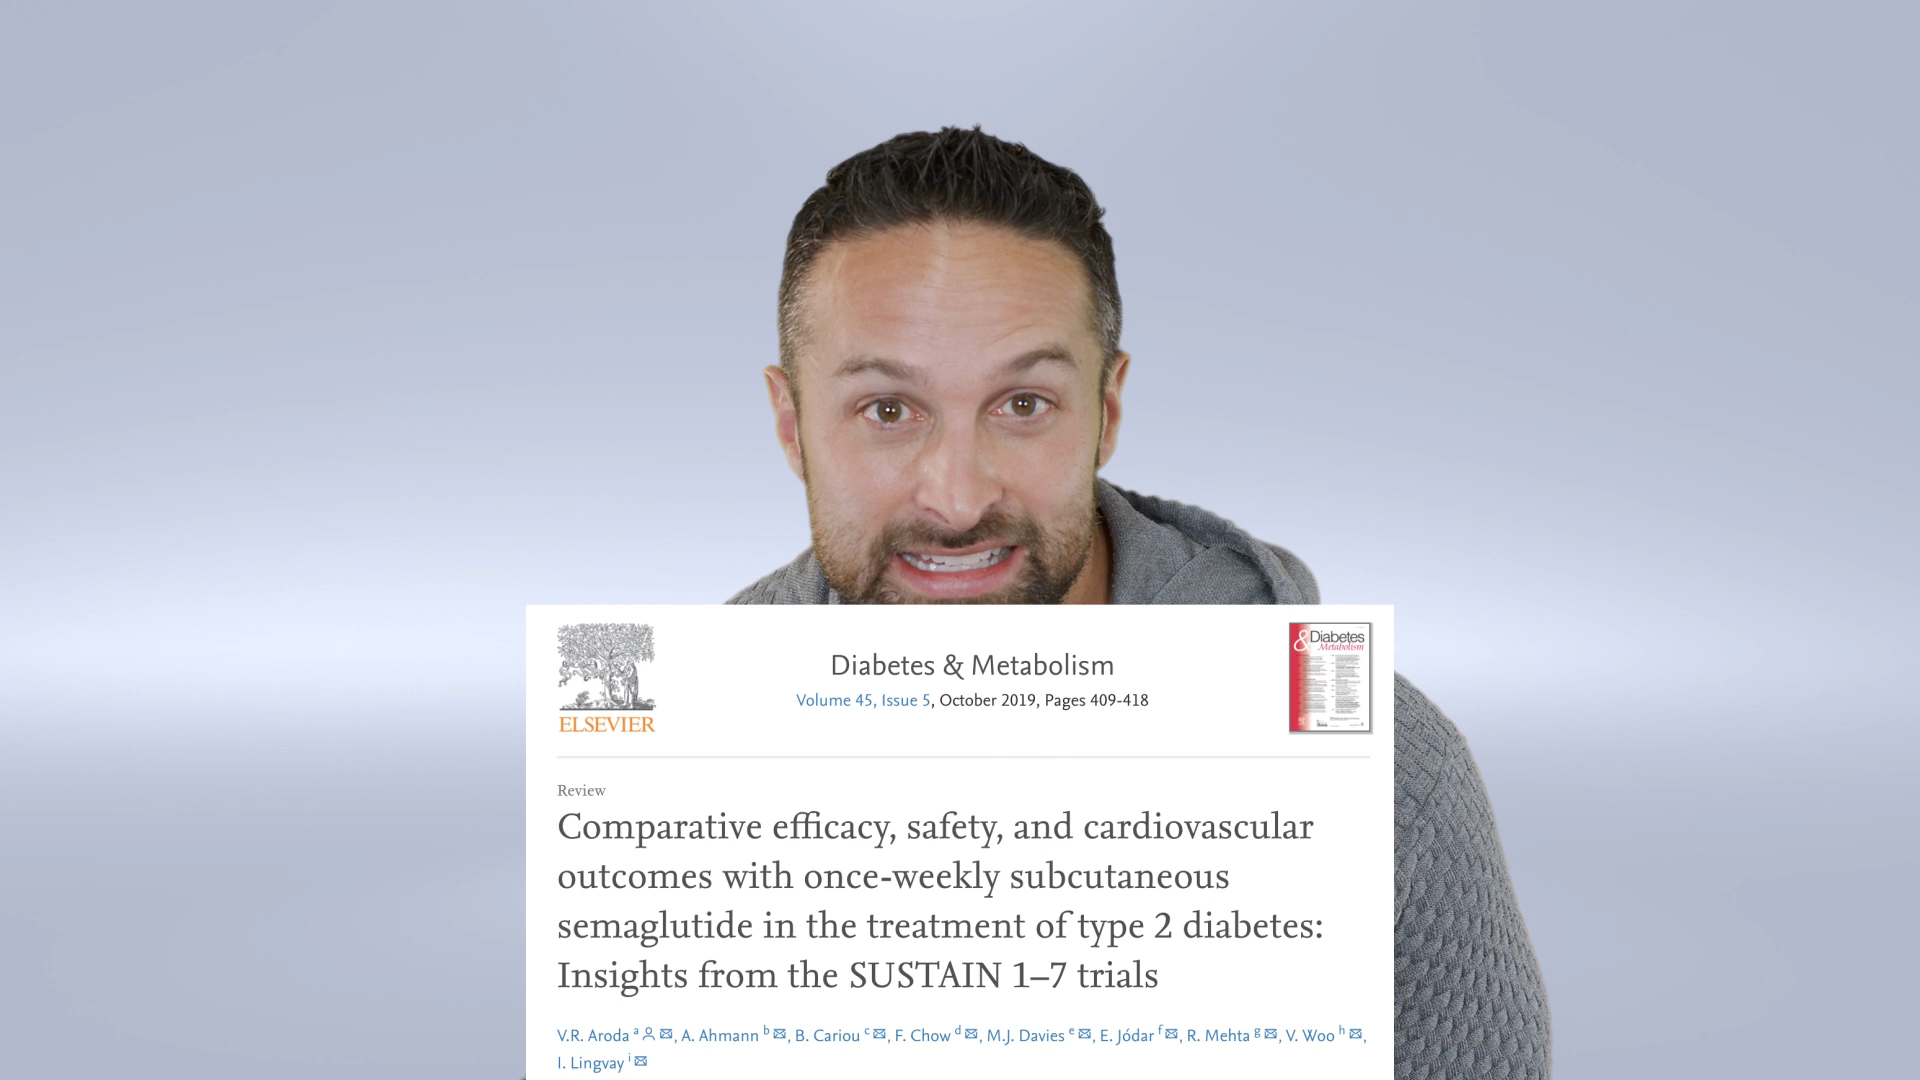 ELSEVIER
Diabetes & Metabolism
Volume 45, Issue 5, October 2019, Pages 409-418
& Diabetes
Metabolism
Review
Comparative efficacy, safety, and cardiovascular
outcomes with once-weekly subcutaneous
semaglutide in the treatment of type 2 diabetes:
Insights from the SUSTAIN 1–7 trials
V.R. Aroda a, A. Ahmann b, B. Cariou c, F. Chow d, M.J. Davies e, E. Jódar f, R. Mehta g, V. Woo h,
I. Lingvay i